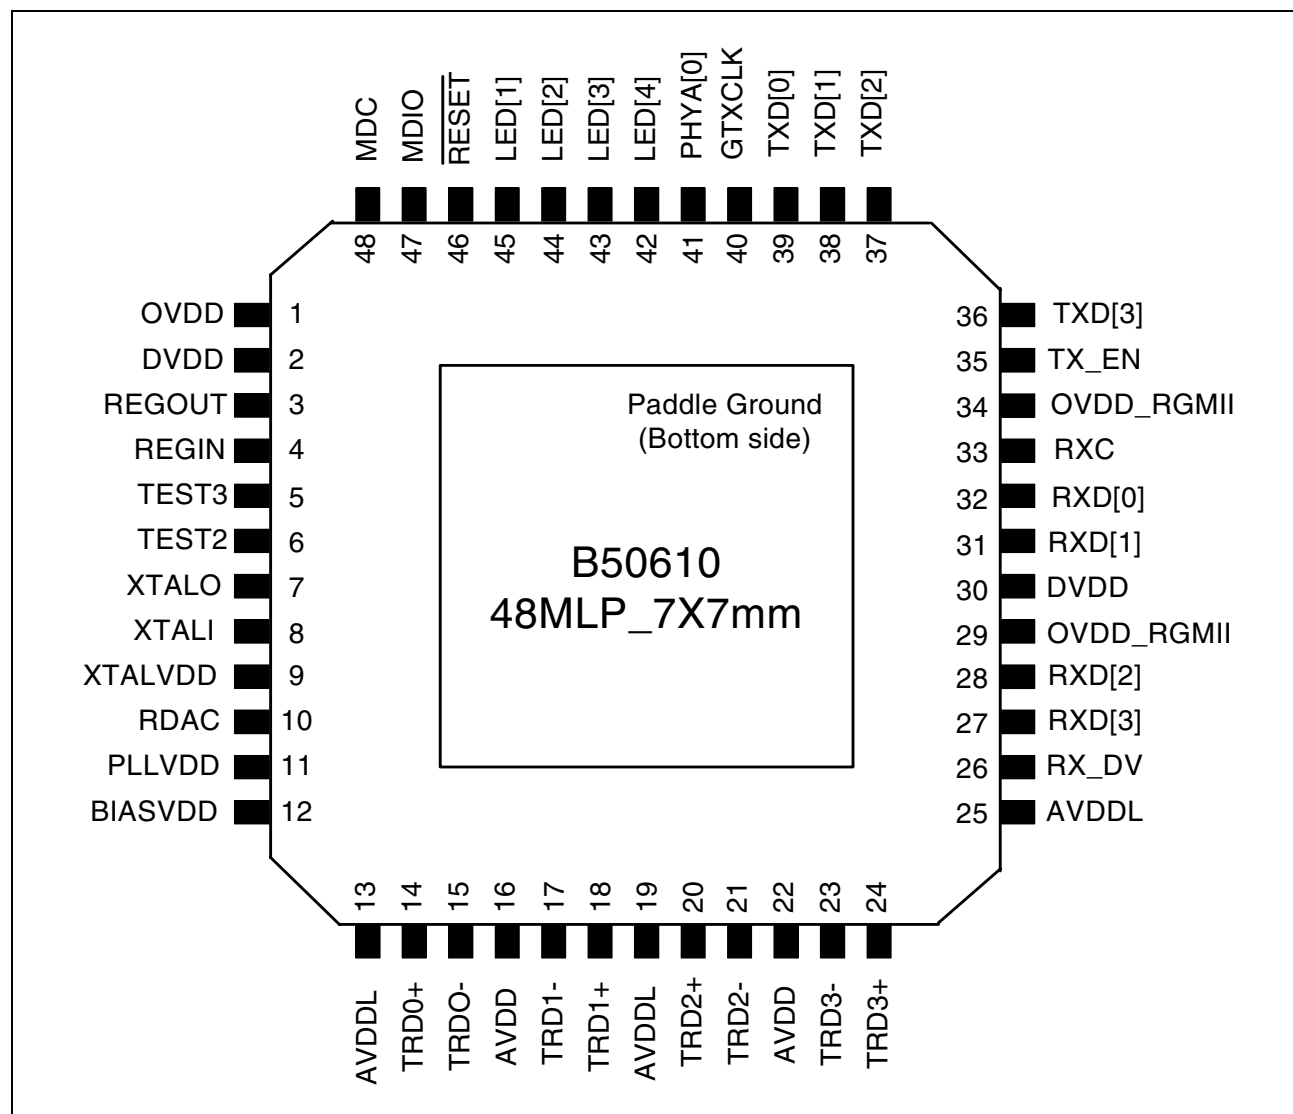 MDC
MDIO
RESET
LED[1]
LED[2]
LED[3]
LED[4]
PHYA[0]
GTXCLK
TXD[0]
TXD[1]
TXD[2]
48
47
46
45
44
43
42
41
40
39
38
37
OVDD 1
DVDD 2
REGOUT 3
REGIN 4
TEST3 5
TEST2 6
XTALO 7
XTALI 8
XTALVDD 9
RDAC 10
PLLVDD 11
BIASVDD 12
Paddle Ground
(Bottom side)
B50610
48MLP_7X7mm
36 TXD[3]
35 TX_EN
34 OVDD_RGMII
33 RXC
32 RXD[0]
31 RXD[1]
30 DVDD
29 OVDD_RGMII
28 RXD[2]
27 RXD[3]
26 RX_DV
25 AVDDL
13
14
15
16
17
18
19
20
21
22
23
24
AVDDL
TRD0+
TRDO-
AVDD
TRD1-
TRD1+
AVDDL
TRD2+
TRD2-
AVDD
TRD3-
TRD3+